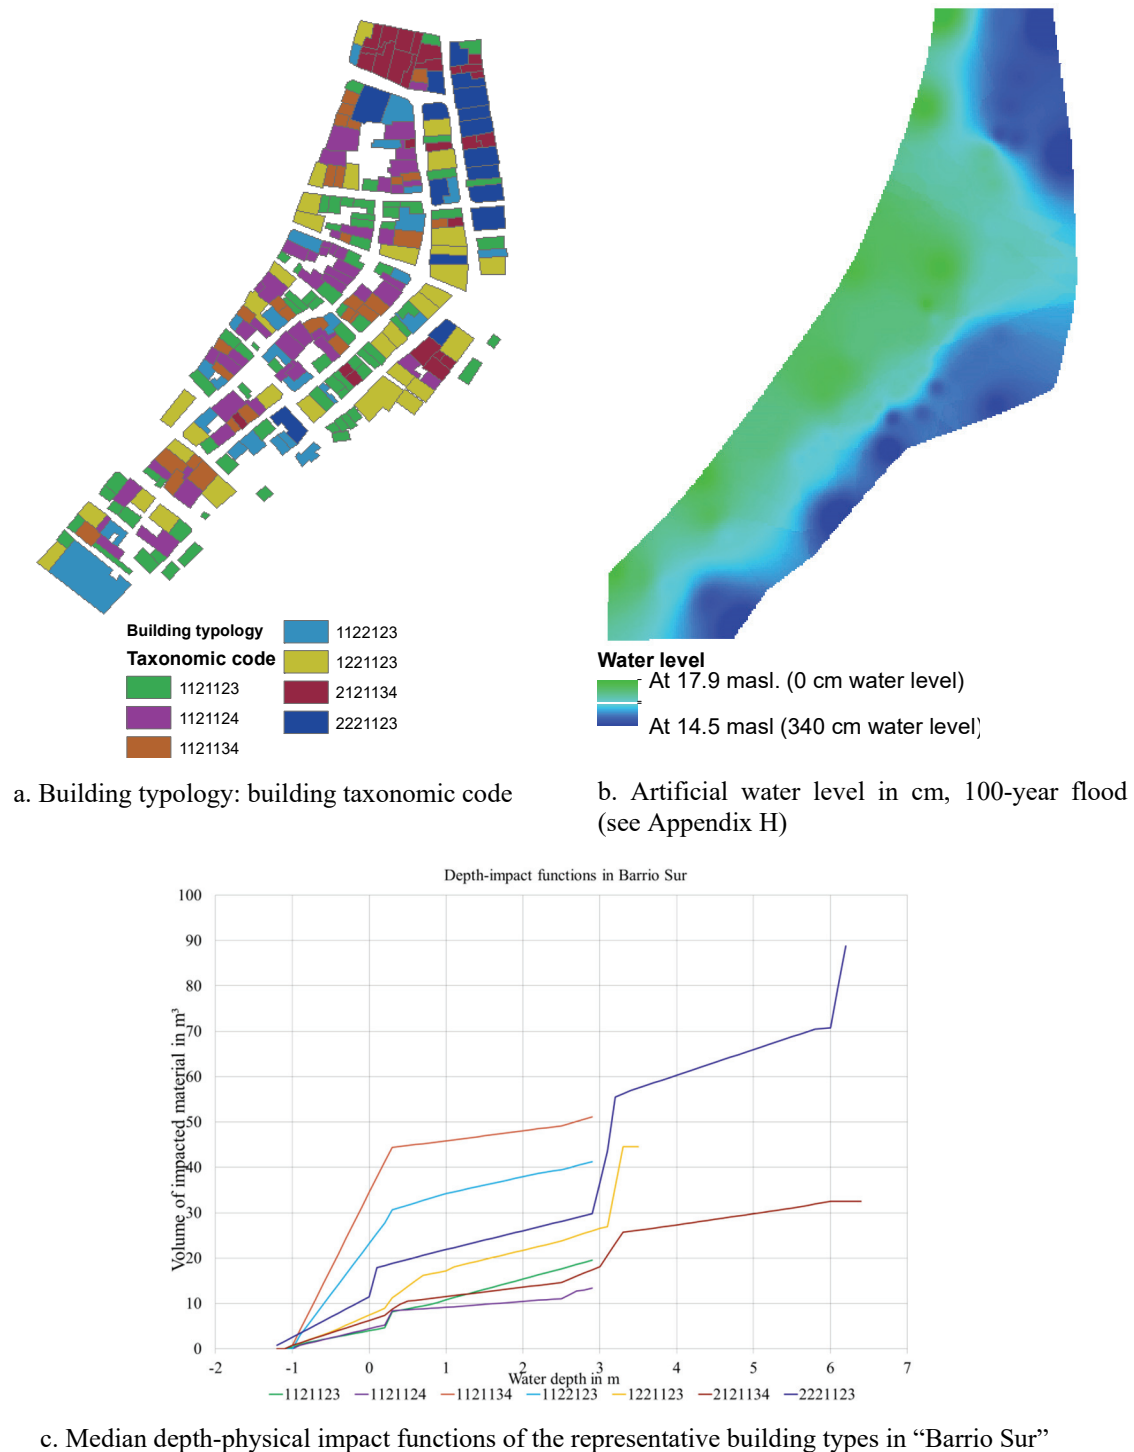 Building typology
Taxonomic code
1121123
1121124
1121134
1122123
1221123
2121134
2221123
Water level
At 17.9 masl. (0 cm water level)
At 14.5 masl (340 cm water level)
a. Building typology: building taxonomic code
b. Artificial water level in cm, 100-year flood
(see Appendix H)
Depth-impact functions in Barrio Sur
Volume of impacted material in m³
100
90
80
70
60
50
40
30
20
10
0
-2 -1 0 1 2 3 4 5 6 7
Water depth in m
1121123 1121124 1121134 1122123 1221123 2121134 2221123
c. Median depth-physical impact functions of the representative building types in “Barrio Sur”